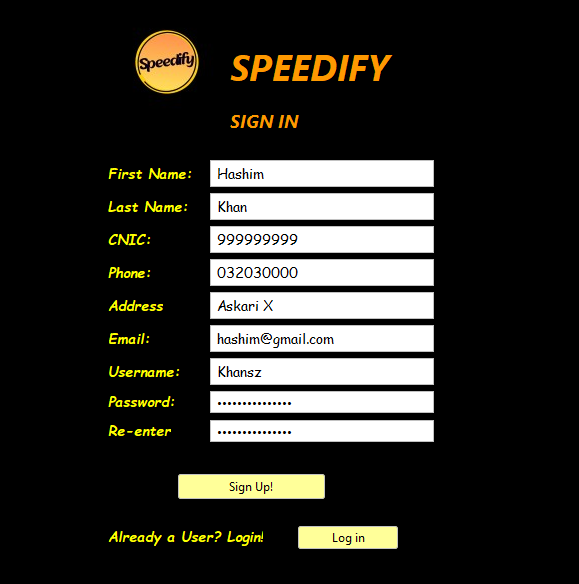 Speedify
SPEEDIFY
SIGN IN
First Name: Hashim
Last Name: Khan
CNIC: 999999999
Phone: 032030000
Address Askari X
Email: hashim@gmail.com
Username: Khansz
Password: •••••••••••••••
Re-enter •••••••••••••••
Sign Up!
Already a User? Login! Log in